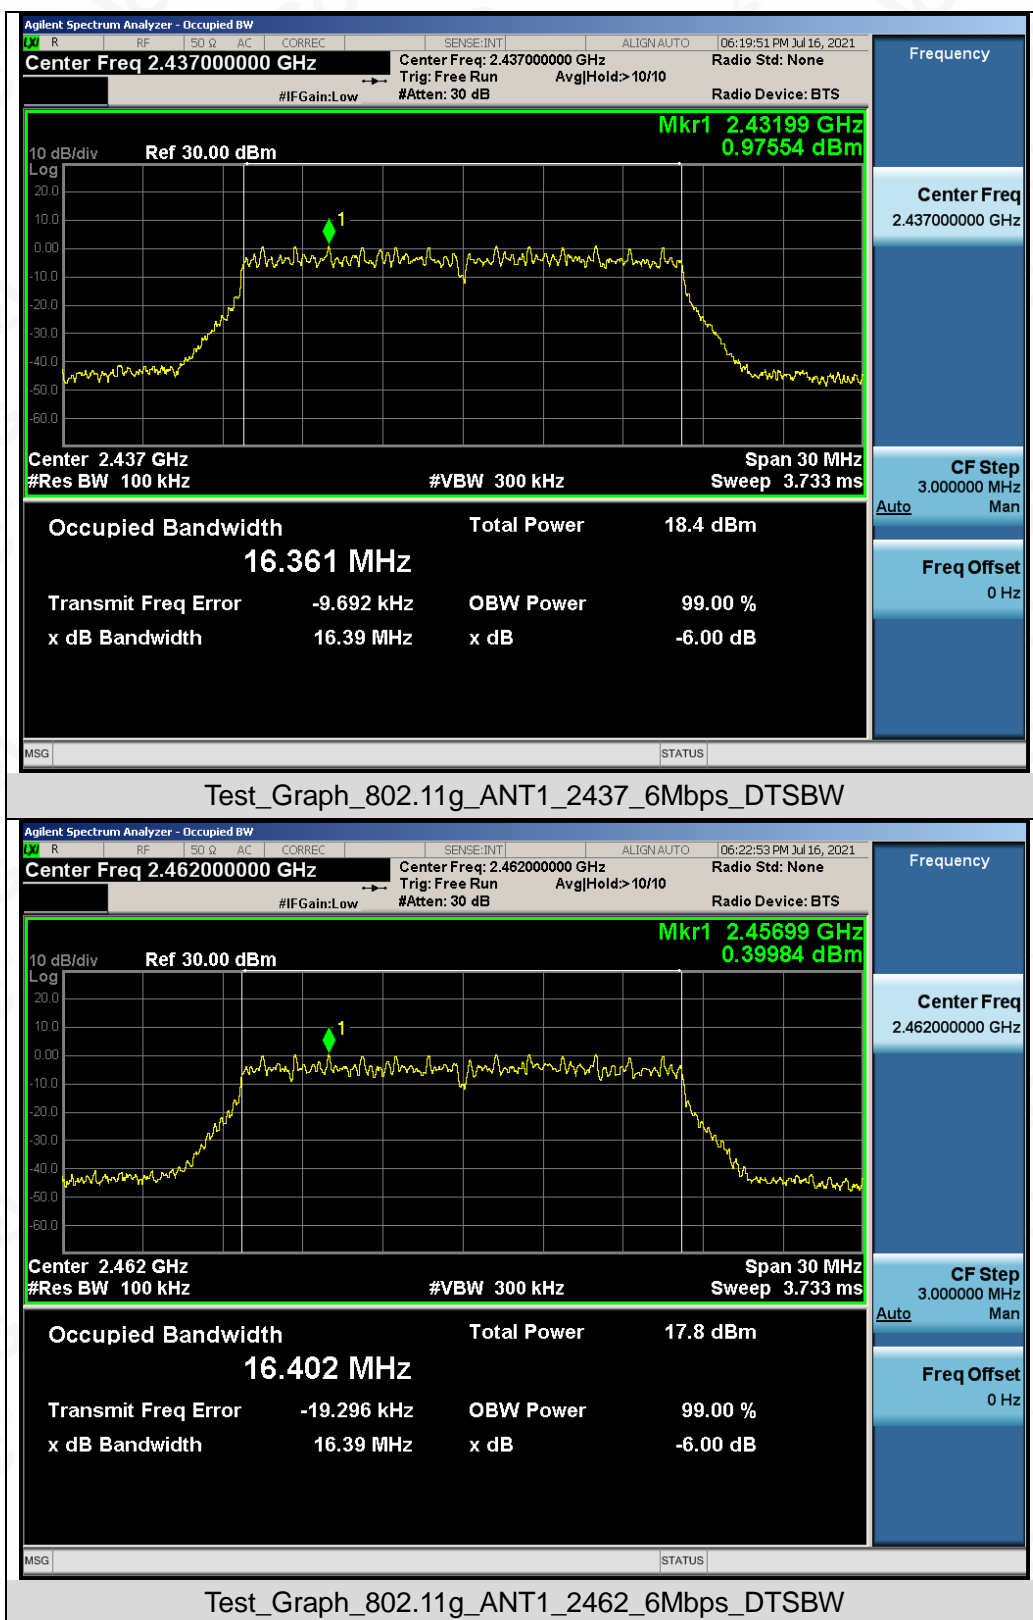 Agilent Spectrum Analyzer - Occupied BW
LXI R RF 50 Ω AC CORREC SENSE:INT ALIGN AUTO 06:19:51 PM Jul 16, 2021
Center Freq 2.437000000 GHz
Center Freq: 2.437000000 GHz
Radio Std: None
Trig: Free Run Avg|Hold:>10/10
#IFGain:Low
#Atten: 30 dB
Radio Device: BTS
Frequency
Mkr1 2.43199 GHz
0.97554 dBm
10 dB/div Ref 30.00 dBm
Log
20.0
10.0
0.00
-10.0
-20.0
-30.0
-40.0
-50.0
-60.0
1
Center Freq
2.437000000 GHz
Center 2.437 GHz Span 30 MHz
#Res BW 100 kHz #VBW 300 kHz Sweep 3.733 ms
CF Step
3.000000 MHz
Auto Man
Freq Offset
0 Hz
Occupied Bandwidth Total Power 18.4 dBm
16.361 MHz
Transmit Freq Error -9.692 kHz OBW Power 99.00 %
x dB Bandwidth 16.39 MHz x dB -6.00 dB
MSG STATUS
Test_Graph_802.11g_ANT1_2437_6Mbps_DTSBW
Agilent Spectrum Analyzer - Occupied BW
LXI R RF 50 Ω AC CORREC SENSE:INT ALIGN AUTO 06:22:53 PM Jul 16, 2021
Center Freq 2.462000000 GHz
Center Freq: 2.462000000 GHz
Radio Std: None
Trig: Free Run Avg|Hold:>10/10
#IFGain:Low
#Atten: 30 dB
Radio Device: BTS
Frequency
Mkr1 2.45699 GHz
0.39984 dBm
10 dB/div Ref 30.00 dBm
Log
20.0
10.0
0.00
-10.0
-20.0
-30.0
-40.0
-50.0
-60.0
1
Center Freq
2.462000000 GHz
Center 2.462 GHz Span 30 MHz
#Res BW 100 kHz #VBW 300 kHz Sweep 3.733 ms
CF Step
3.000000 MHz
Auto Man
Freq Offset
0 Hz
Occupied Bandwidth Total Power 17.8 dBm
16.402 MHz
Transmit Freq Error -19.296 kHz OBW Power 99.00 %
x dB Bandwidth 16.39 MHz x dB -6.00 dB
MSG STATUS
Test_Graph_802.11g_ANT1_2462_6Mbps_DTSBW